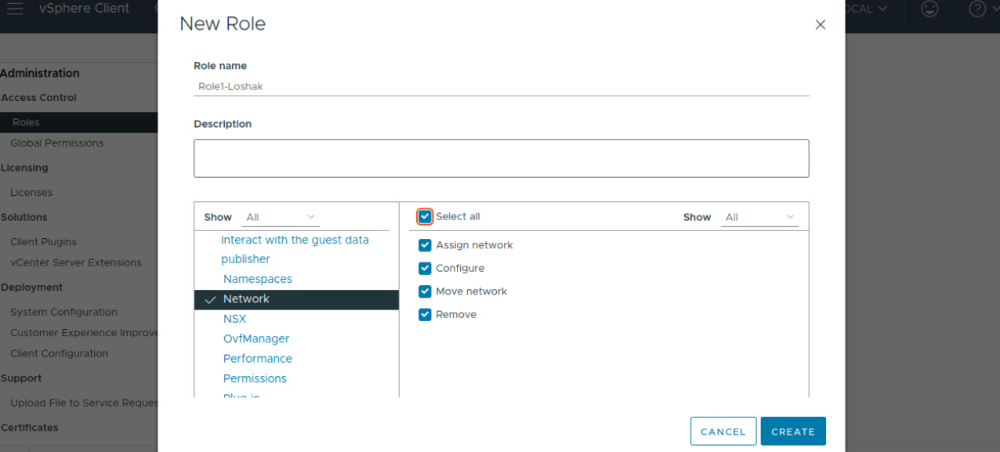 vSphere Client
New Role
Administration
Access Control
Roles
Global Permissions
Licensing
Licenses
Solutions
Client Plugins
vCenter Server Extensions
Deployment
System Configuration
Customer Experience Improve
Client Configuration
Support
Upload File to Service Reques
Certificates
Role name
Role1-Loshak
Description
Show All
Interact with the guest data
publisher
Namespaces
Network
NSX
OvfManager
Performance
Permissions
Plug-in
Select all
Show All
Assign network
Configure
Move network
Remove
CANCEL
CREATE